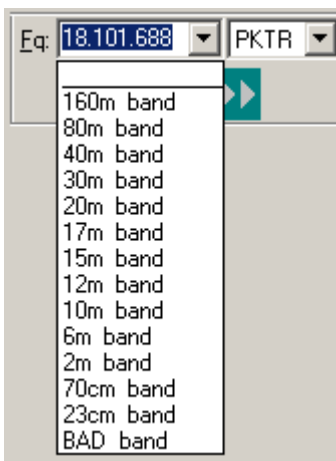 Fq: 18.101.688 PKTR
160m band
80m band
40m band
30m band
20m band
17m band
15m band
12m band
10m band
6m band
2m band
70cm band
23cm band
BAD band